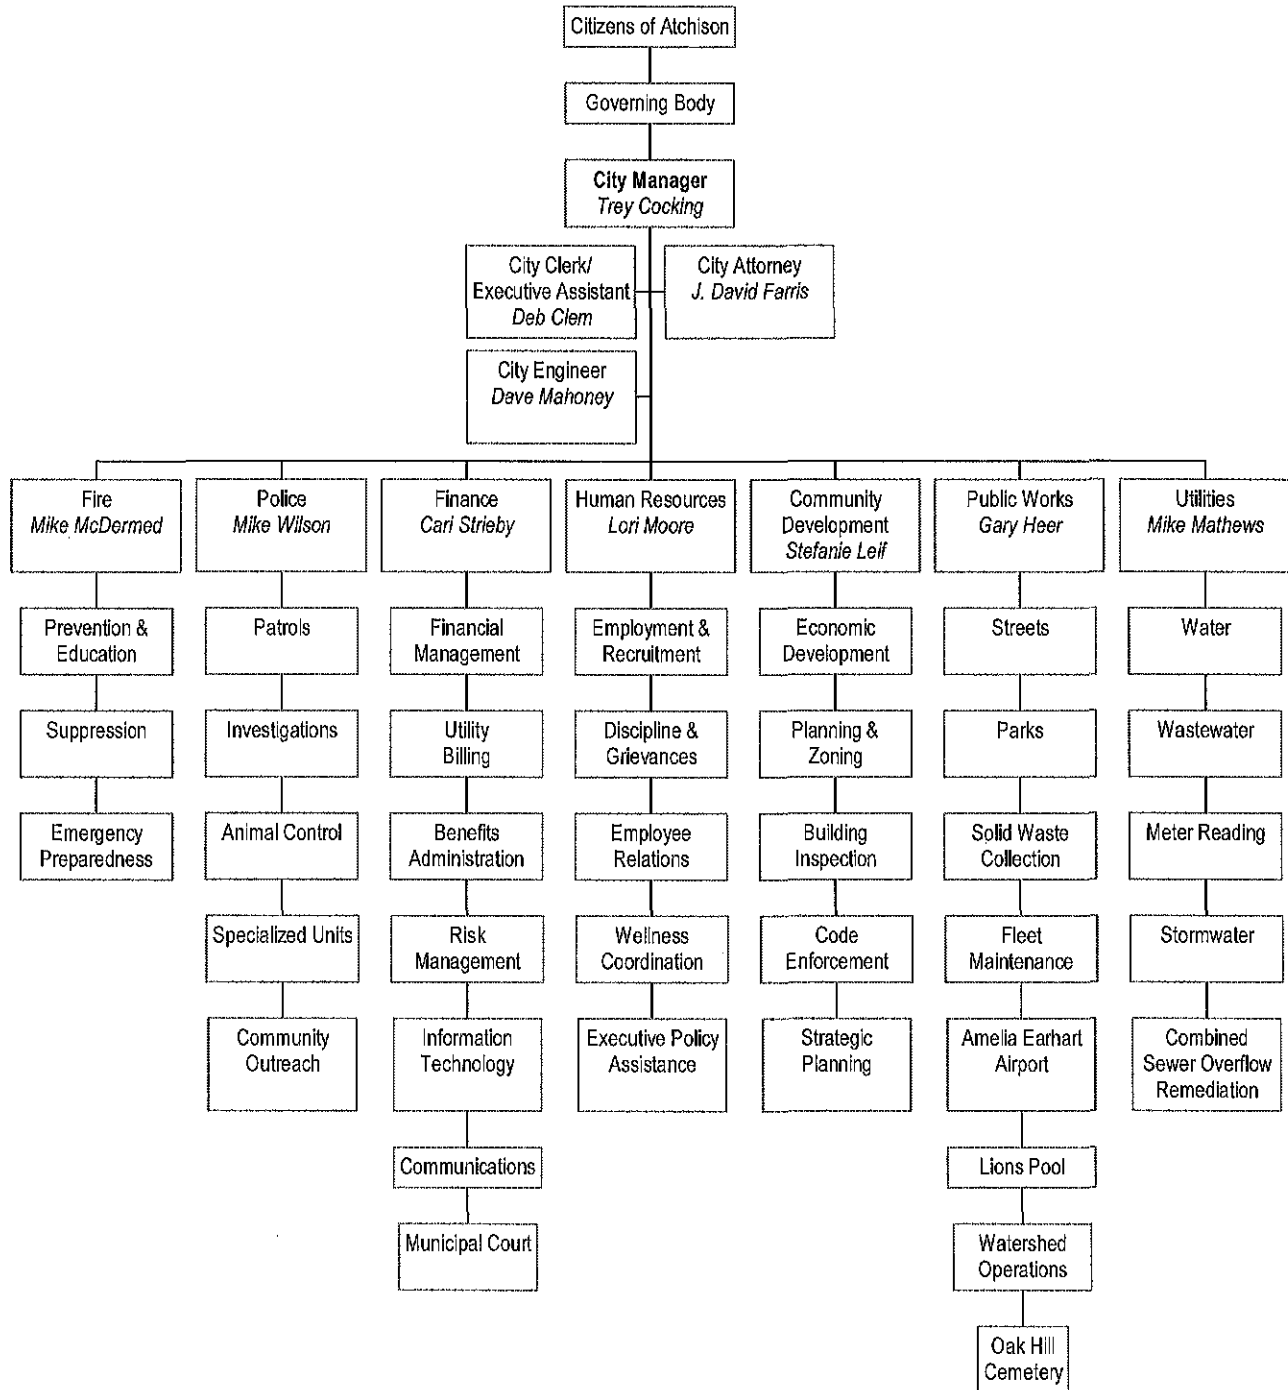 Citizens of Atchison
Governing Body
City Manager
Trey Cocking
City Clerk/
Executive Assistant
Deb Clem
City Attorney
J. David Farris
City Engineer
Dave Mahoney
Fire
Mike McDermed
Prevention &
Education
Suppression
Emergency
Preparedness
Police
Mike Wilson
Patrols
Investigations
Animal Control
Specialized Units
Community
Outreach
Finance
Cari Strieby
Financial
Management
Utility
Billing
Benefits
Administration
Risk
Management
Information
Technology
Communications
Municipal Court
Human Resources
Lori Moore
Employment &
Recruitment
Discipline &
Grievances
Employee
Relations
Wellness
Coordination
Executive Policy
Assistance
Community
Development
Stefanie Leif
Economic
Development
Planning &
Zoning
Building
Inspection
Code
Enforcement
Strategic
Planning
Public Works
Gary Heer
Streets
Parks
Solid Waste
Collection
Fleet
Maintenance
Amelia Earhart
Airport
Lions Pool
Watershed
Operations
Oak Hill
Cemetery
Utilities
Mike Mathews
Water
Wastewater
Meter Reading
Stormwater
Combined
Sewer Overflow
Remediation